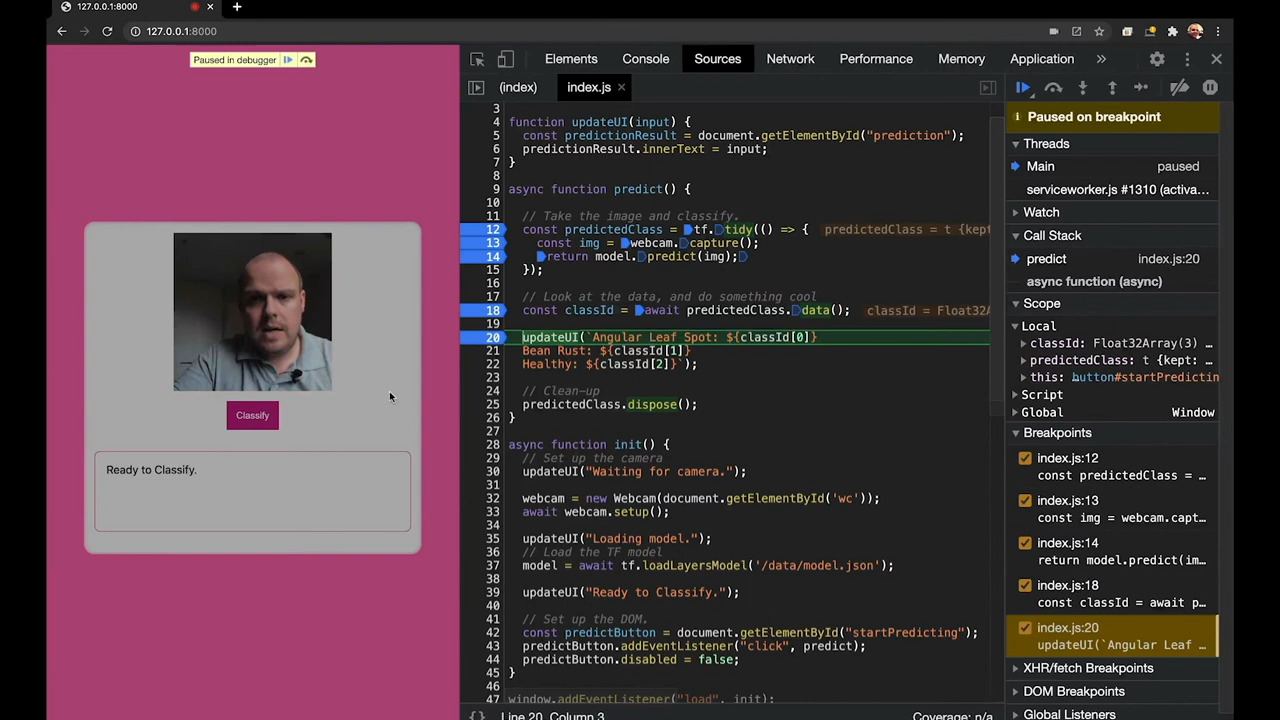 127.0.0.1:8000
127.0.0.1:8000
Paused in debugger
Classify
Ready to Classify.
Elements Console Sources Network Performance Memory Application
(index) index.js
3
4 function updateUI(input) {
5 const predictionResult = document.getElementById("prediction");
6 predictionResult.innerText = input;
7 }
8
9 async function predict() {
10
11 // Take the image and classify.
12 const predictedClass = tf.tidy(() => { predictedClass = t {kept:
13 const img = webcam.capture();
14 return model.predict(img);
15 });
16
17 // Look at the data, and do something cool
18 const classId = await predictedClass.data(); classId = Float32A
19
20 updateUI(`Angular Leaf Spot: ${classId[0]}
21 Bean Rust: ${classId[1]}
22 Healthy: ${classId[2]}`);
23
24 // Clean-up
25 predictedClass.dispose();
26 }
27
28 async function init() {
29 // Set up the camera
30 updateUI("Waiting for camera.");
31
32 webcam = new Webcam(document.getElementById('wc'));
33 await webcam.setup();
34
35 updateUI("Loading model.");
36 // Load the TF model
37 model = await tf.loadLayersModel('/data/model.json');
38
39 updateUI("Ready to Classify.");
40
41 // Set up the DOM.
42 const predictButton = document.getElementById("startPredicting");
43 predictButton.addEventListener("click", predict);
44 predictButton.disabled = false;
45 }
46
47 window.addEventListener("load", init);
{} Line 20, Column 3 Coverage: n/a
Paused on breakpoint
Threads
Main paused
serviceworker.js #1310 (activa…
Watch
Call Stack
predict index.js:20
async function (async)
Scope
Local
classId: Float32Array(3) …
predictedClass: t {kept: …
this: button#startPredictin
Script
Global Window
Breakpoints
index.js:12
const predictedClass = …
index.js:13
const img = webcam.capt…
index.js:14
return model.predict(im…
index.js:18
const classId = await p…
index.js:20
updateUI(`Angular Leaf …
XHR/fetch Breakpoints
DOM Breakpoints
Global Listeners